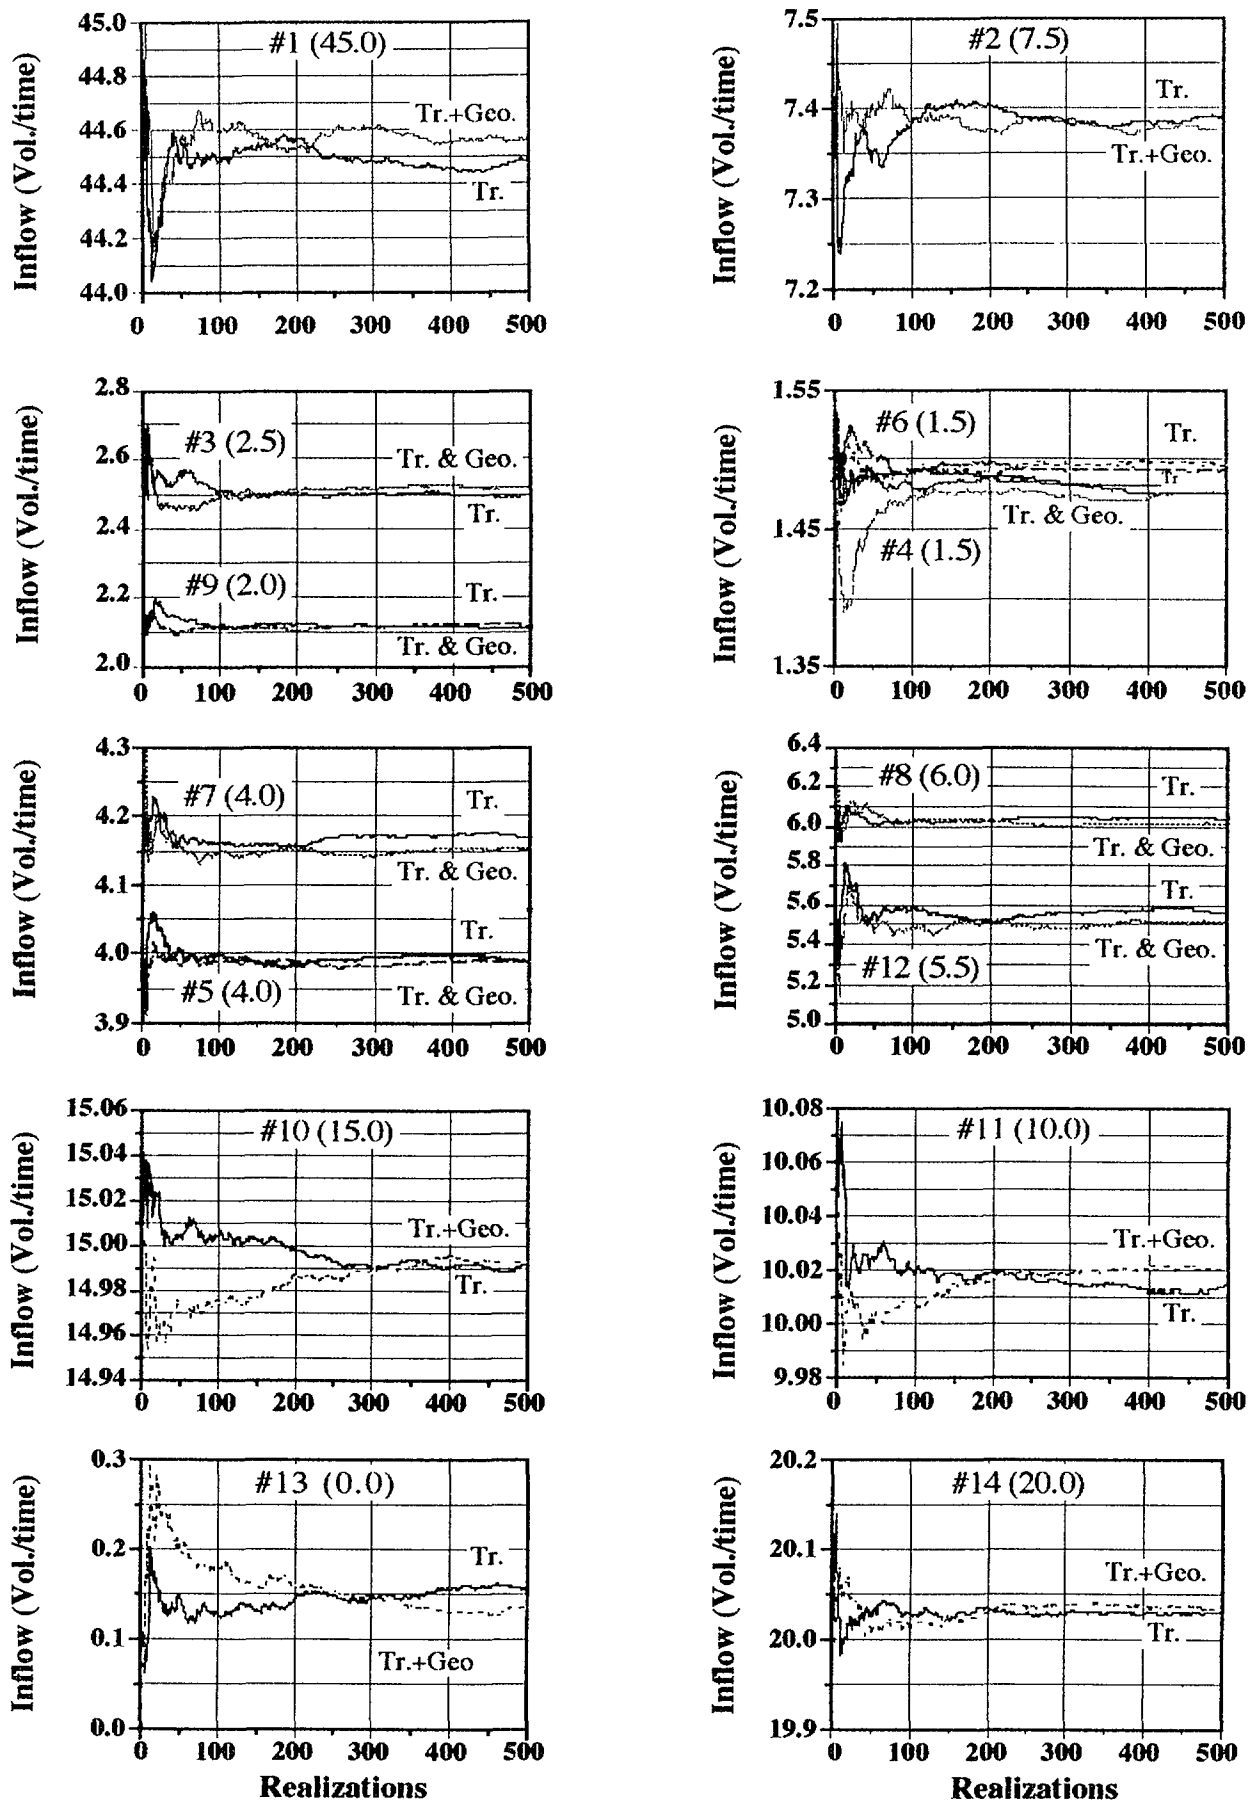 Inflow (Vol./time)
45.0
44.8
44.6
44.4
44.2
44.0
#1 (45.0)
Tr.+Geo.
Tr.
0 100 200 300 400 500
Inflow (Vol./time)
7.5
7.4
7.3
7.2
#2 (7.5)
Tr.
Tr.+Geo.
0 100 200 300 400 500
Inflow (Vol./time)
2.8
2.6
2.4
2.2
2.0
#3 (2.5)
Tr. & Geo.
Tr.
#9 (2.0)
Tr.
Tr. & Geo.
0 100 200 300 400 500
Inflow (Vol./time)
1.55
1.45
1.35
#6 (1.5)
Tr.
Tr
Tr. & Geo.
#4 (1.5)
0 100 200 300 400 500
Inflow (Vol./time)
4.3
4.2
4.1
4.0
3.9
#7 (4.0)
Tr.
Tr. & Geo.
Tr.
#5 (4.0)
Tr. & Geo.
0 100 200 300 400 500
Inflow (Vol./time)
6.4
6.2
6.0
5.8
5.6
5.4
5.2
5.0
#8 (6.0)
Tr.
Tr. & Geo.
Tr.
Tr. & Geo.
#12 (5.5)
0 100 200 300 400 500
Inflow (Vol./time)
15.06
15.04
15.02
15.00
14.98
14.96
14.94
#10 (15.0)
Tr.+Geo.
Tr.
0 100 200 300 400 500
Inflow (Vol./time)
10.08
10.06
10.04
10.02
10.00
9.98
#11 (10.0)
Tr.+Geo.
Tr.
0 100 200 300 400 500
Inflow (Vol./time)
0.3
0.2
0.1
0.0
#13 (0.0)
Tr.
Tr.+Geo
0 100 200 300 400 500
Realizations
Inflow (Vol./time)
20.2
20.1
20.0
19.9
#14 (20.0)
Tr.+Geo.
Tr.
0 100 200 300 400 500
Realizations